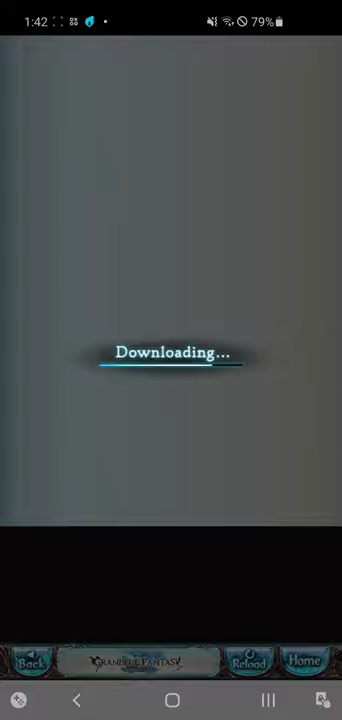 1:42
79%
Downloading...
Back
GRANBLUE FANTASY
Reload
Home